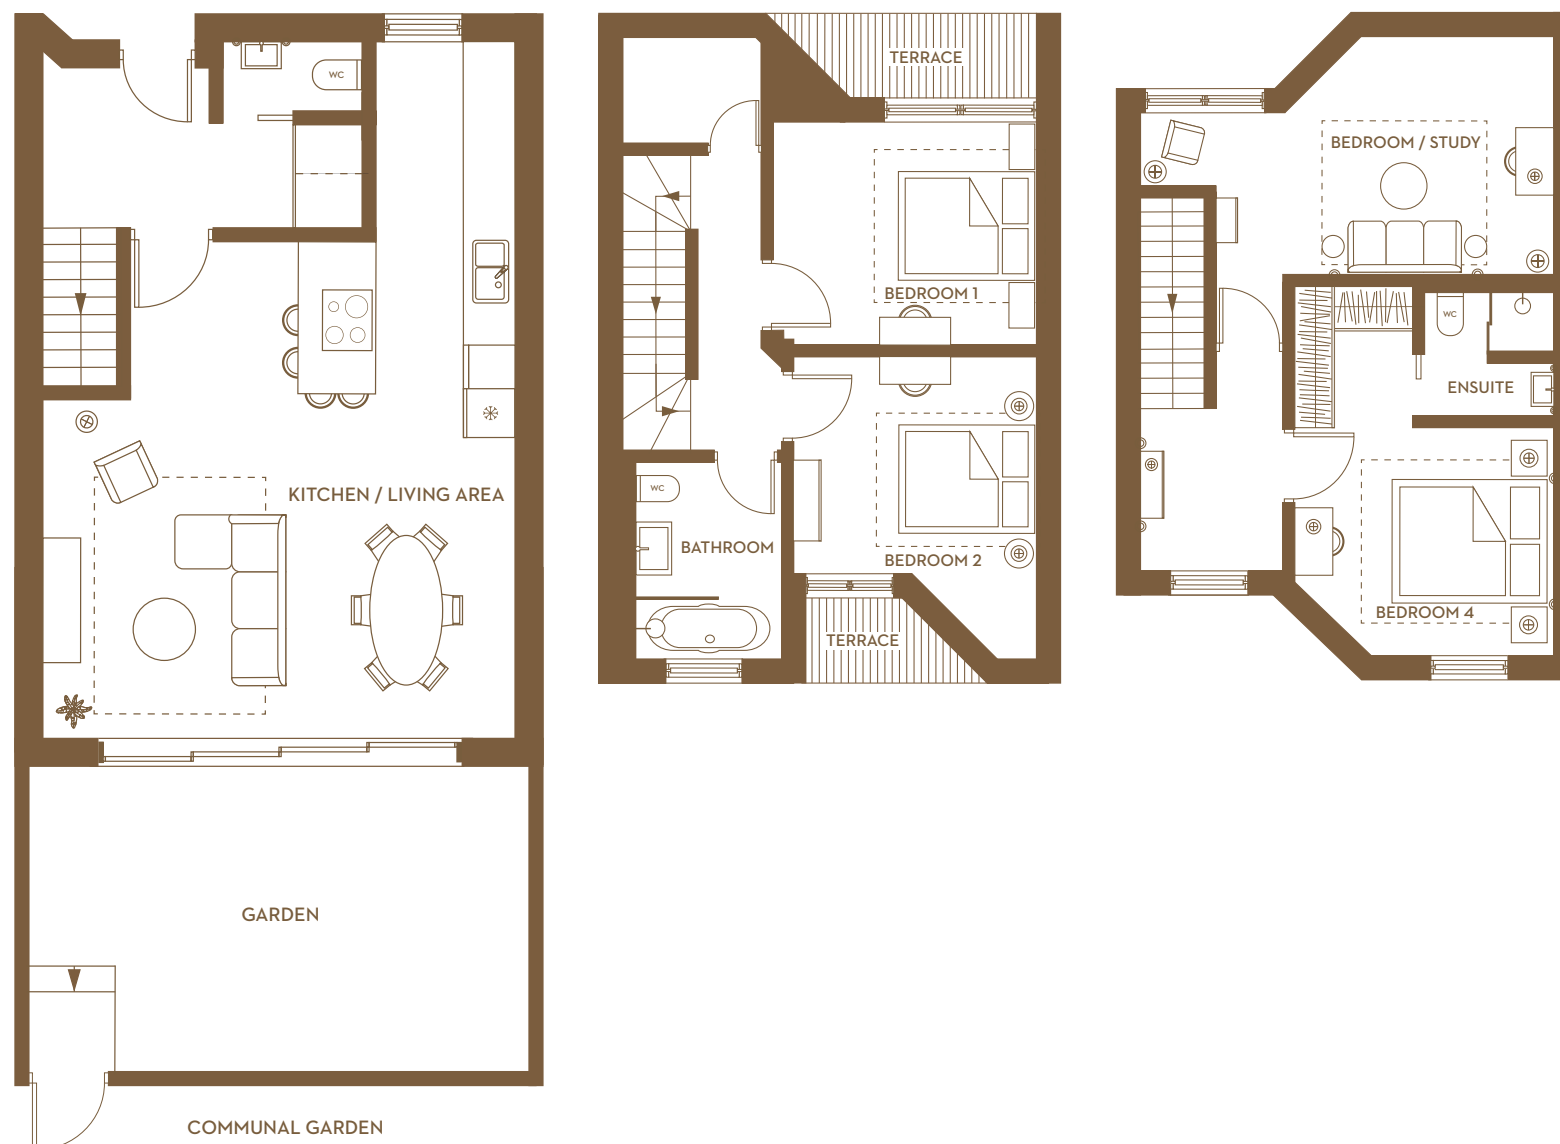 WC
KITCHEN / LIVING AREA
GARDEN
COMMUNAL GARDEN
TERRACE
BEDROOM 1
BEDROOM 2
WC
BATHROOM
TERRACE
BEDROOM / STUDY
WC
ENSUITE
BEDROOM 4